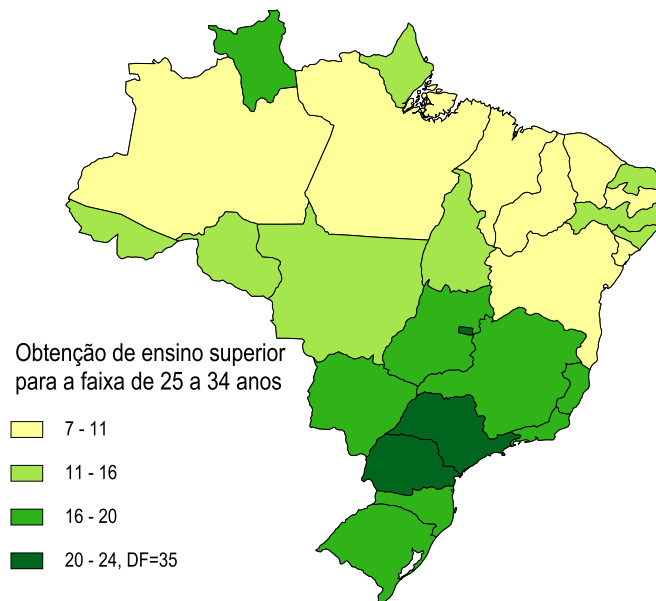 Obtenção de ensino superior
para a faixa de 25 a 34 anos
7 - 11
11 - 16
16 - 20
20 - 24, DF=35